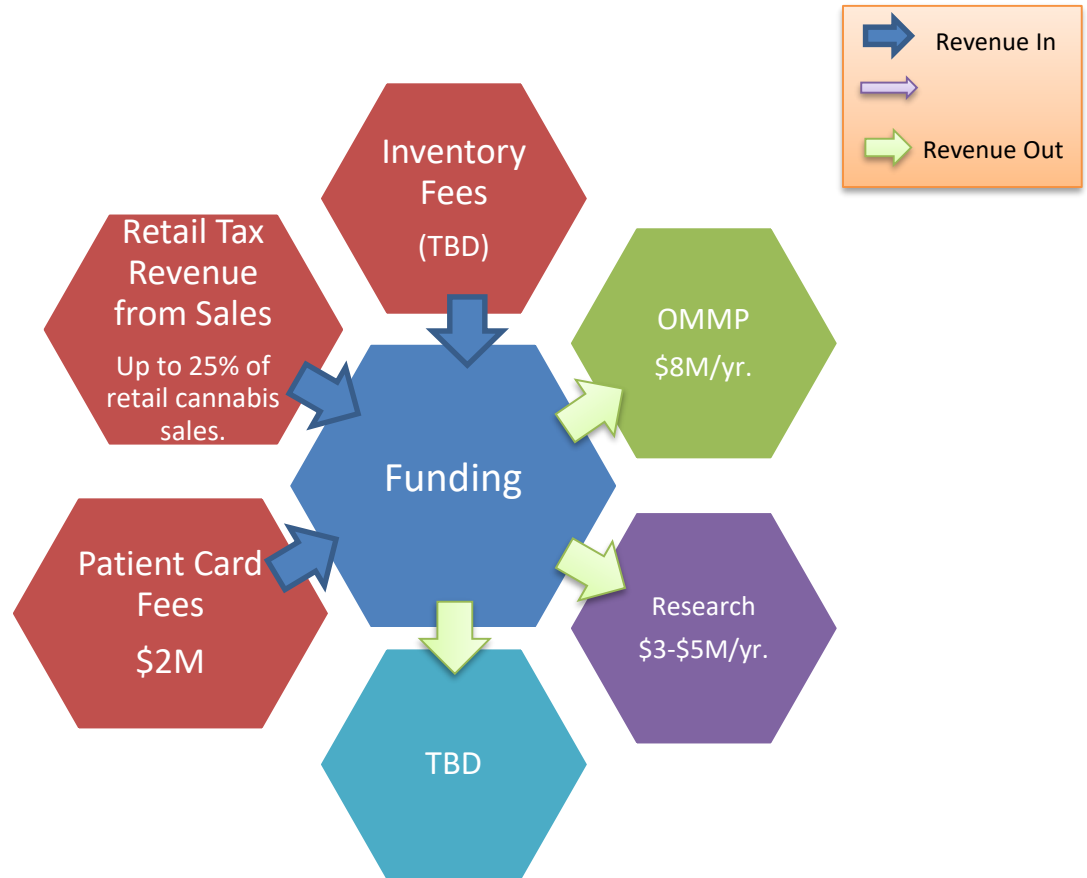 Revenue In
Revenue Out
Inventory
Fees
(TBD)
Retail Tax
Revenue
from Sales
Up to 25% of
retail cannabis
sales.
OMMP
$8M/yr.
Funding
Patient Card
Fees
$2M
Research
$3-$5M/yr.
TBD